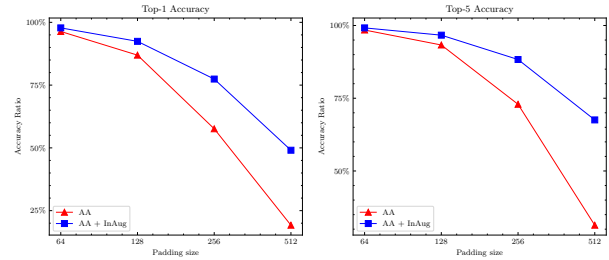 Top-1 Accuracy
100%
75%
50%
25%
Accuracy Ratio
AA
AA + InAug
64
128
256
512
Padding size
Top-5 Accuracy
100%
75%
50%
Accuracy Ratio
AA
AA + InAug
64
128
256
512
Padding size